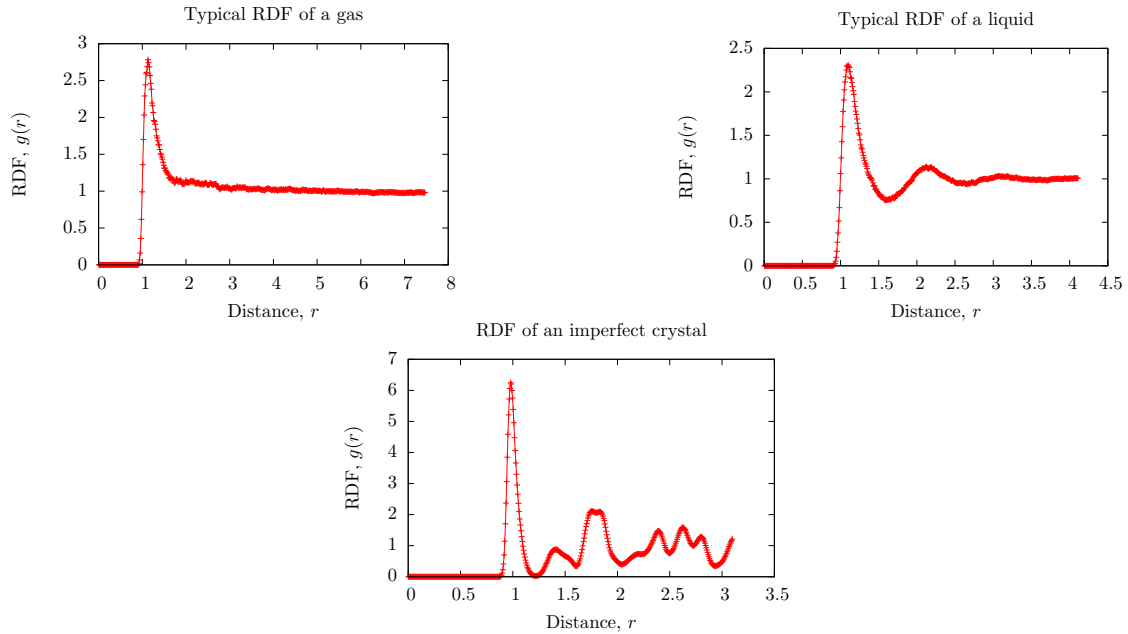 Typical RDF of a gas
RDF, g(r)
3
2.5
2
1.5
1
0.5
0
0 1 2 3 4 5 6 7 8
Distance, r
Typical RDF of a liquid
RDF, g(r)
2.5
2
1.5
1
0.5
0
0 0.5 1 1.5 2 2.5 3 3.5 4 4.5
Distance, r
RDF of an imperfect crystal
RDF, g(r)
7
6
5
4
3
2
1
0
0 0.5 1 1.5 2 2.5 3 3.5
Distance, r